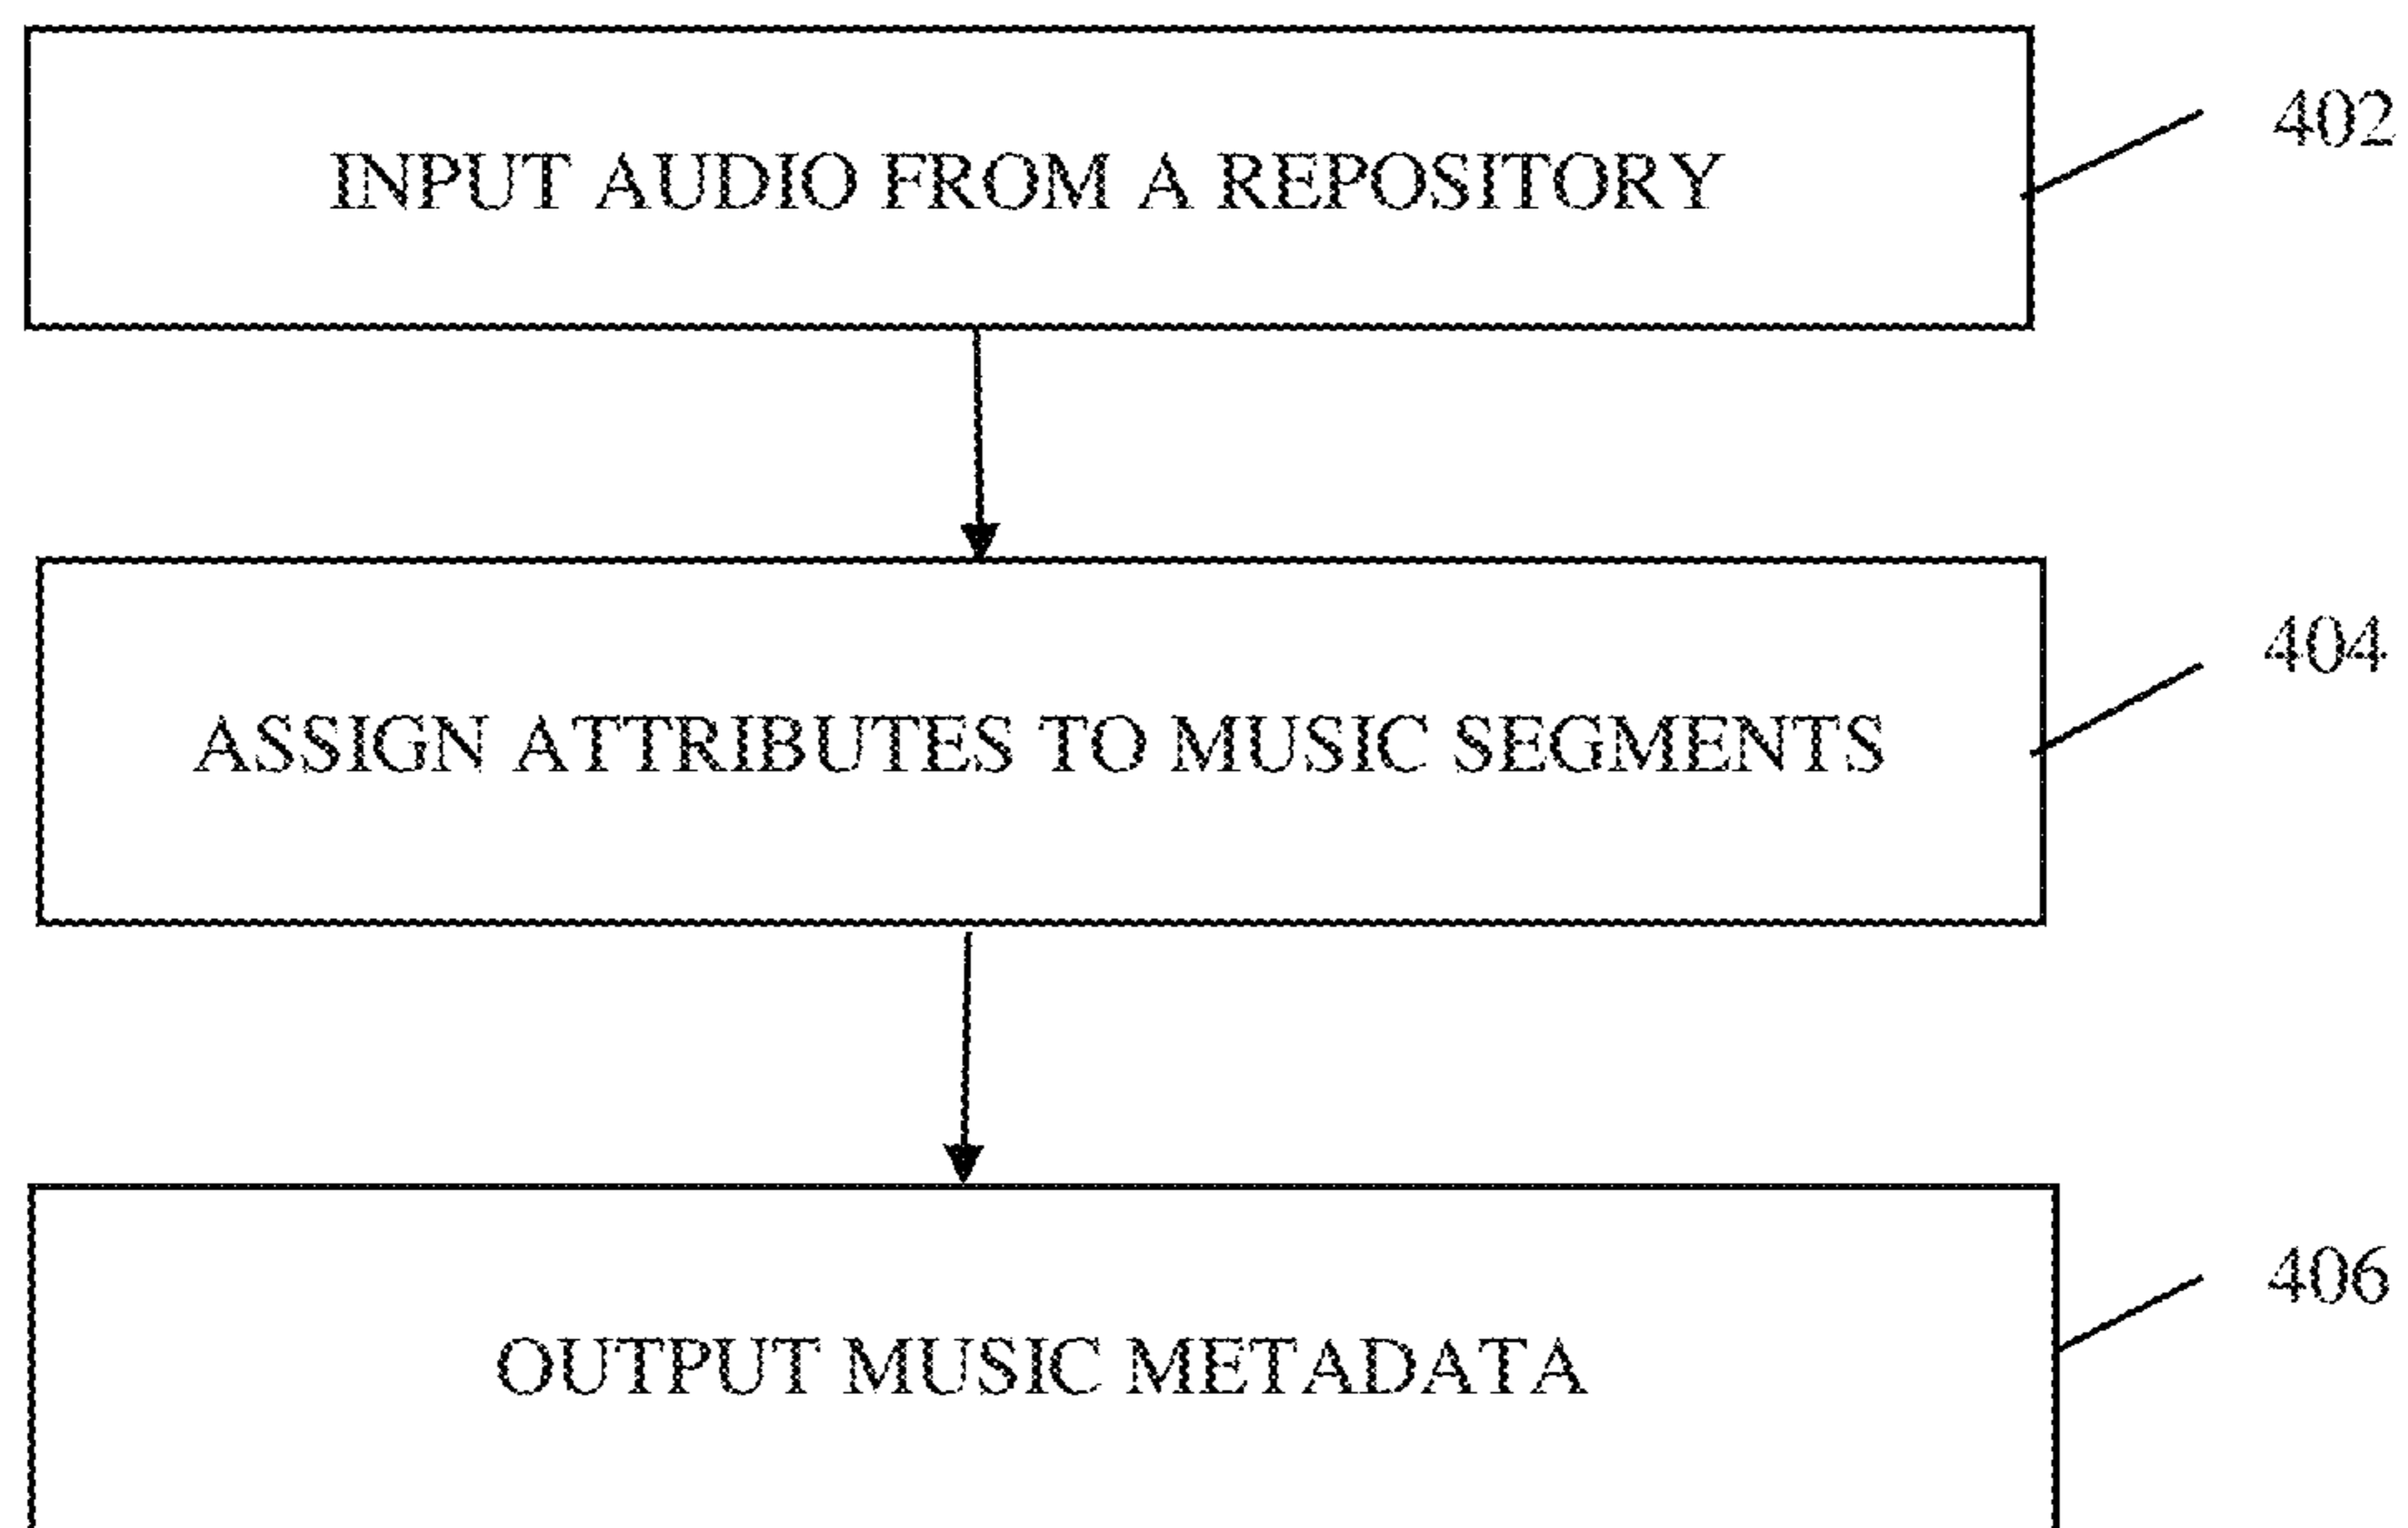 INPUT AUDIO FROM A REPOSITORY
402
ASSIGN ATTRIBUTES TO MUSIC SEGMENTS
404
OUTPUT MUSIC METADATA
406